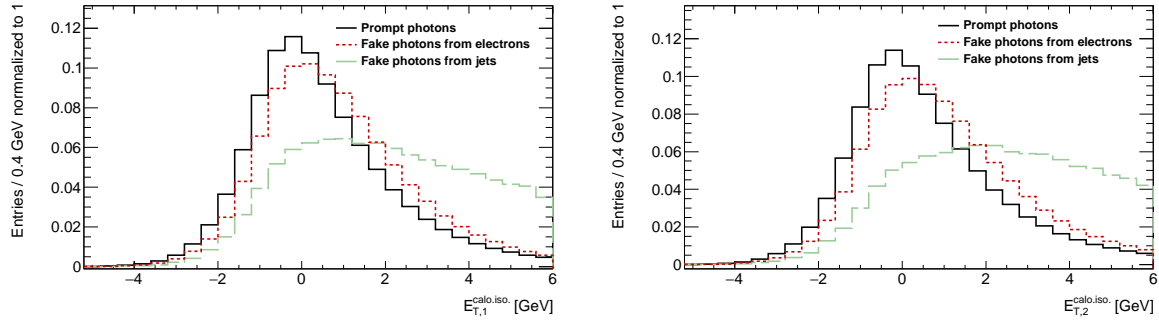 Entries / 0.4 GeV normalized to 1
0.12
0.1
0.08
0.06
0.04
0.02
0
Prompt photons
Fake photons from electrons
Fake photons from jets
−4 −2 0 2 4 6
E_{T,1}^{calo.iso.} [GeV]
Entries / 0.4 GeV normalized to 1
0.12
0.1
0.08
0.06
0.04
0.02
0
Prompt photons
Fake photons from electrons
Fake photons from jets
−4 −2 0 2 4 6
E_{T,2}^{calo.iso.} [GeV]